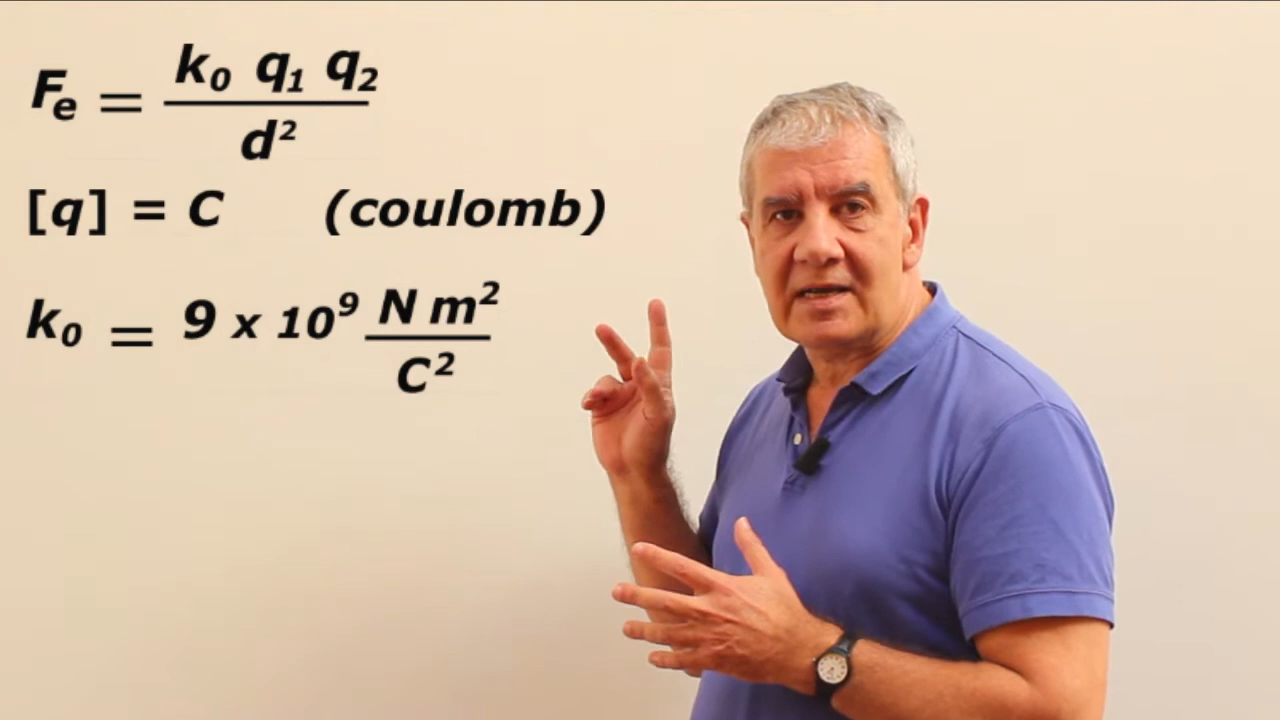 Fe = k₀ q₁ q₂ / d²
[q] = C (coulomb)
k₀ = 9 x 10⁹ N m² / C²